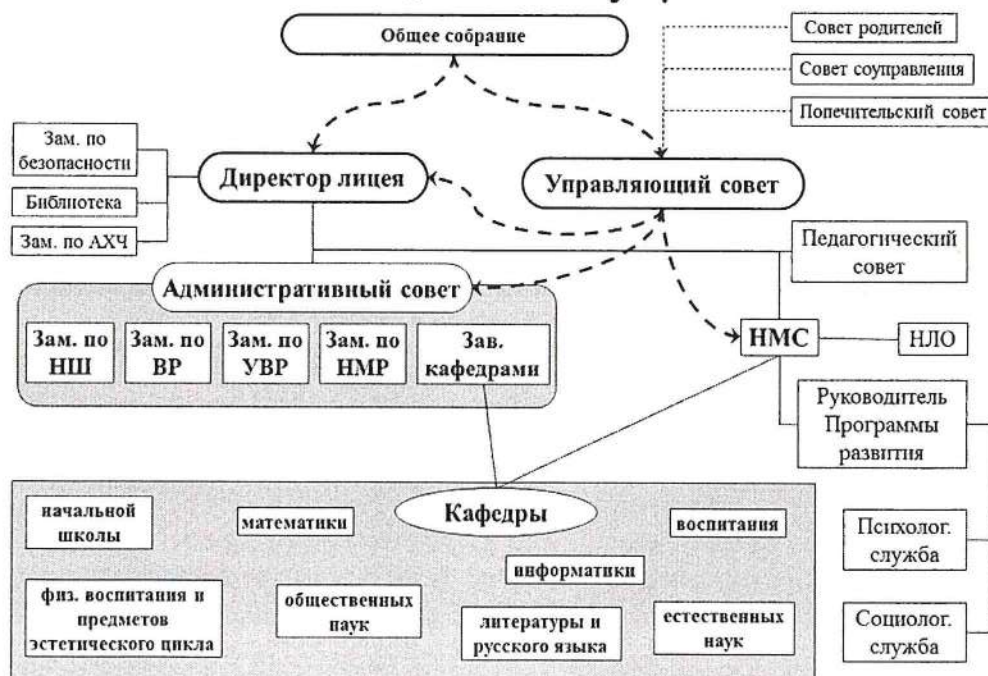 Общее собрание
Совет родителей
Совет соуправления
Попечительский совет
Зам. по
безопасности
Библиотека
Зам. по АХЧ
Директор лицея
Управляющий совет
Педагогический
совет
Административный совет
Зам. по
НШ
Зам. по
ВР
Зам. по
УВР
Зам. по
НМР
Зав.
кафедрами
НМС
НЛО
Руководитель
Программы
развития
Кафедры
начальной
школы
математики
воспитания
информатики
физ. воспитания и
предметов
эстетического цикла
общественных
наук
литературы и
русского языка
естественных
наук
Психолог.
служба
Социолог.
служба